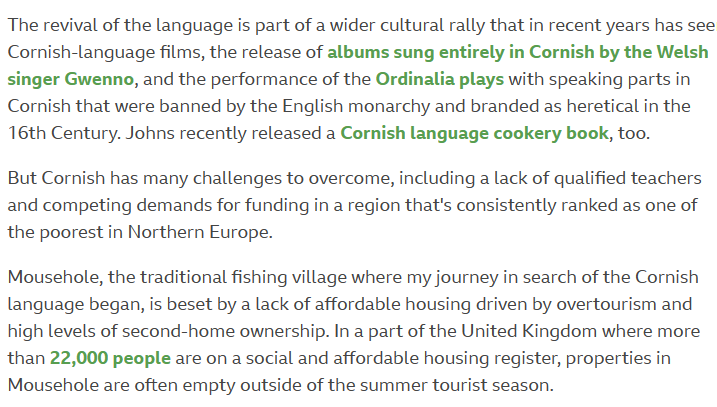 The revival of the language is part of a wider cultural rally that in recent years has see
Cornish-language films, the release of albums sung entirely in Cornish by the Welsh
singer Gwenno, and the performance of the Ordinalia plays with speaking parts in
Cornish that were banned by the English monarchy and branded as heretical in the
16th Century. Johns recently released a Cornish language cookery book, too.
But Cornish has many challenges to overcome, including a lack of qualified teachers
and competing demands for funding in a region that's consistently ranked as one of
the poorest in Northern Europe.
Mousehole, the traditional fishing village where my journey in search of the Cornish
language began, is beset by a lack of affordable housing driven by overtourism and
high levels of second-home ownership. In a part of the United Kingdom where more
than 22,000 people are on a social and affordable housing register, properties in
Mousehole are often empty outside of the summer tourist season.